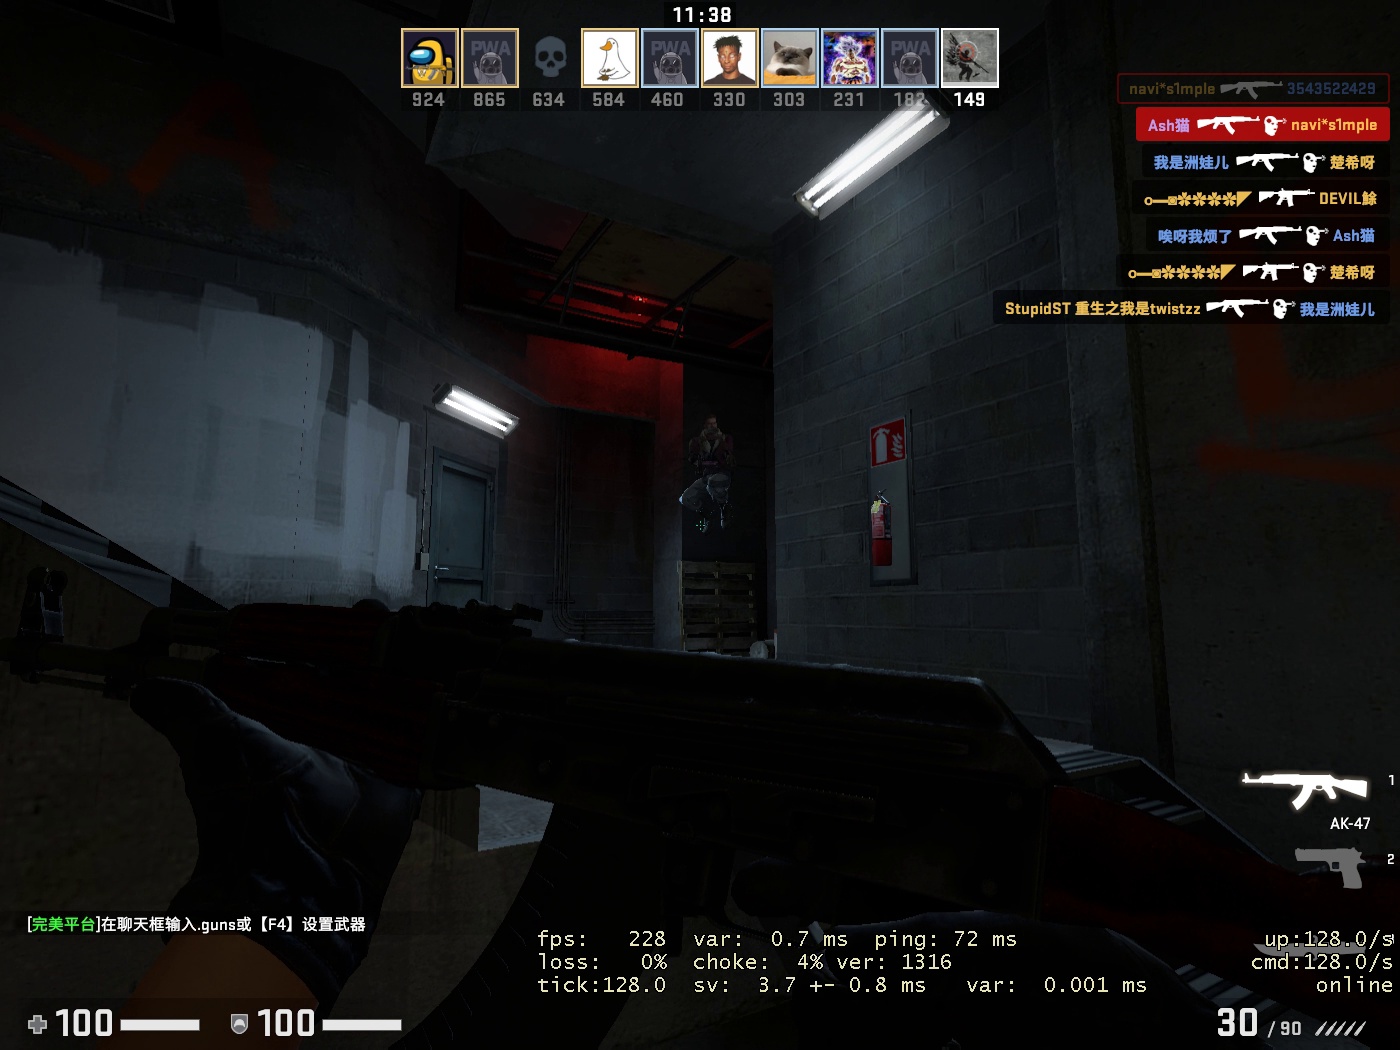 11:38
PWA PWA PWA
924 865 634 584 460 330 303 231 182 149
navi*s1mple 3543522429
Ash猫 navi*s1mple
我是洲娃儿 楚希呀
DEVIL餘
唉呀我烦了 Ash猫
楚希呀
StupidST 重生之我是twistzz 我是洲娃儿
1
AK-47
2
[完美平台]在聊天框输入.guns或【F4】设置武器
fps: 228 var: 0.7 ms ping: 72 ms up:128.0/s
loss: 0% choke: 4% ver: 1316 cmd:128.0/s
tick:128.0 sv: 3.7 +- 0.8 ms var: 0.001 ms online
100 100 30 / 90